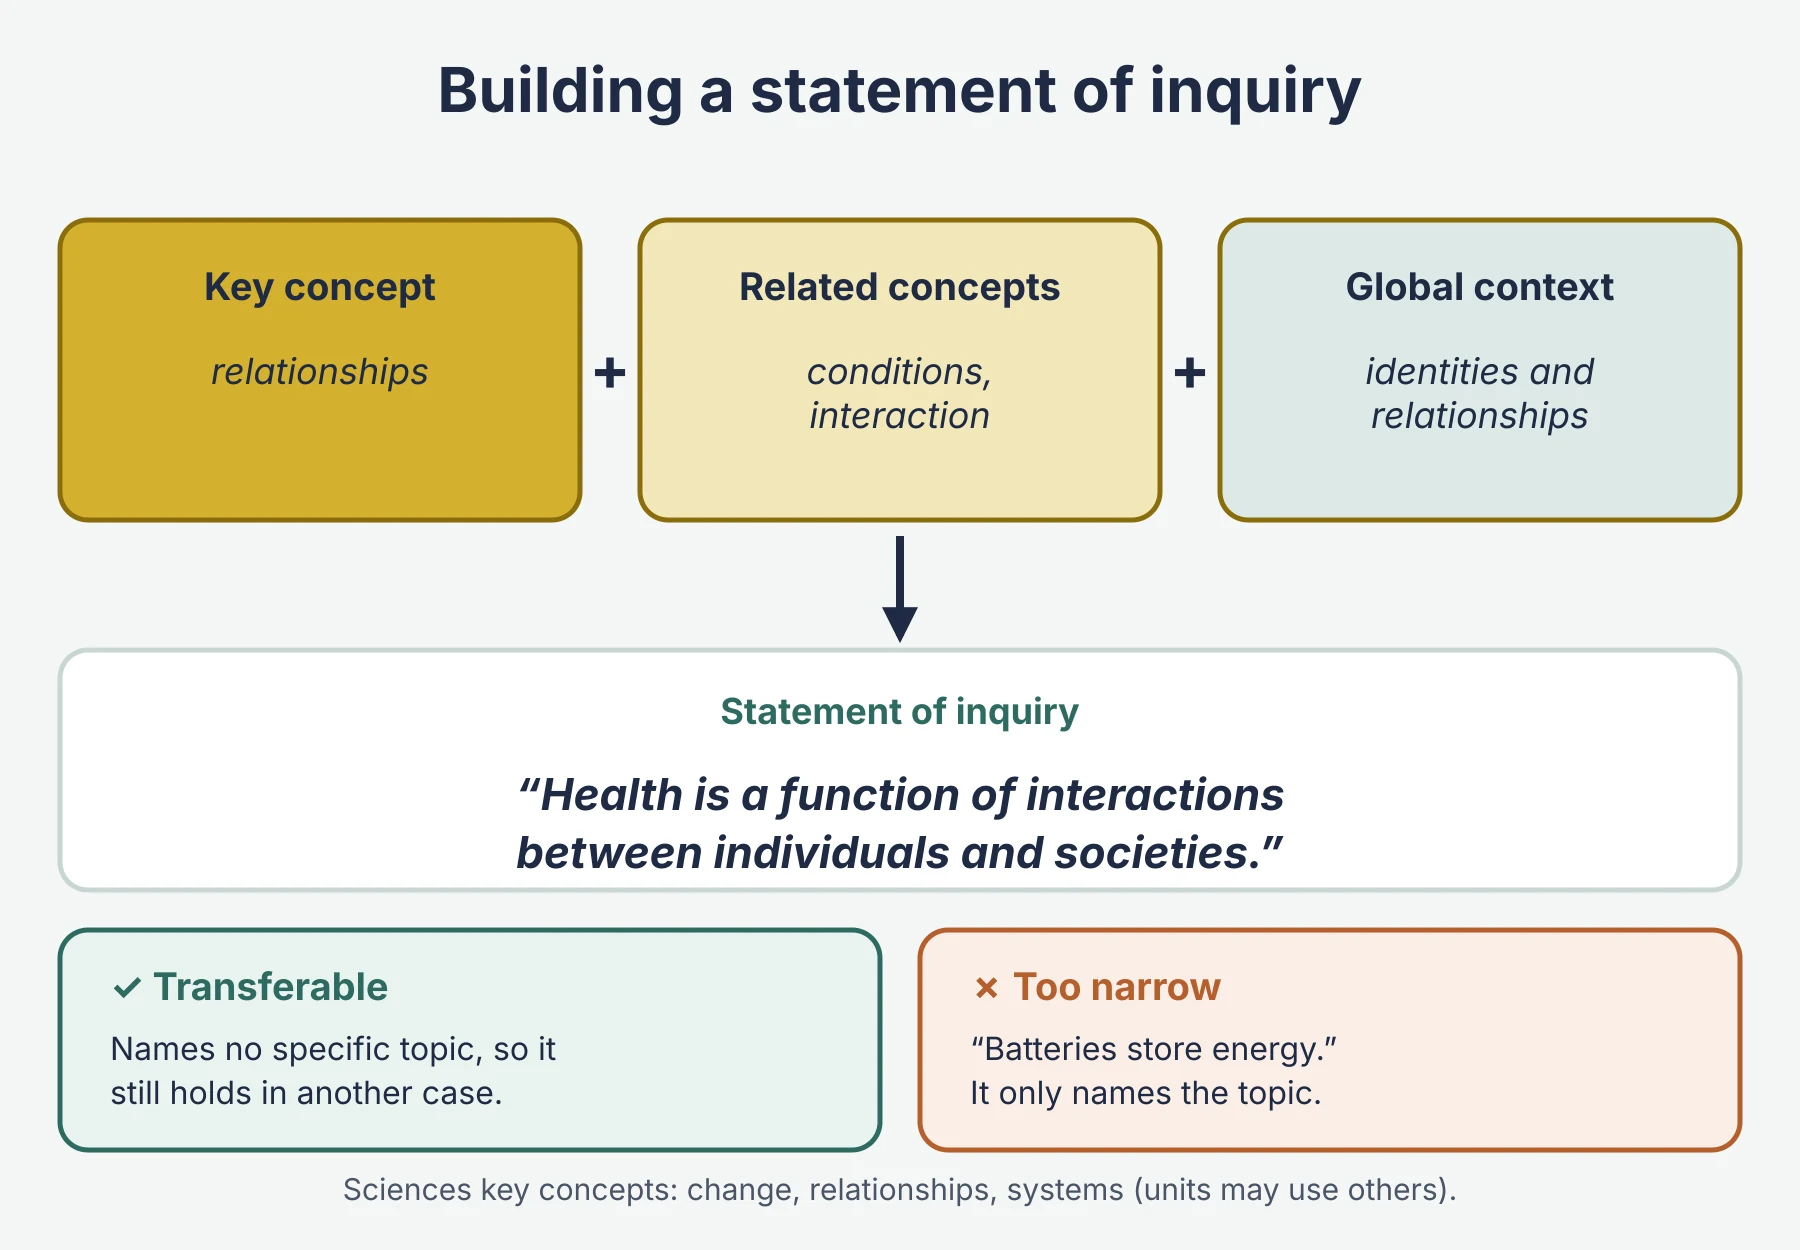 Building a statement of inquiry
Key concept
relationships
+
Related concepts
conditions,
interaction
+
Global context
identities and
relationships
Statement of inquiry
“Health is a function of interactions
between individuals and societies.”
✓ Transferable
Names no specific topic, so it
still holds in another case.
× Too narrow
“Batteries store energy.”
It only names the topic.
Sciences key concepts: change, relationships, systems (units may use others).